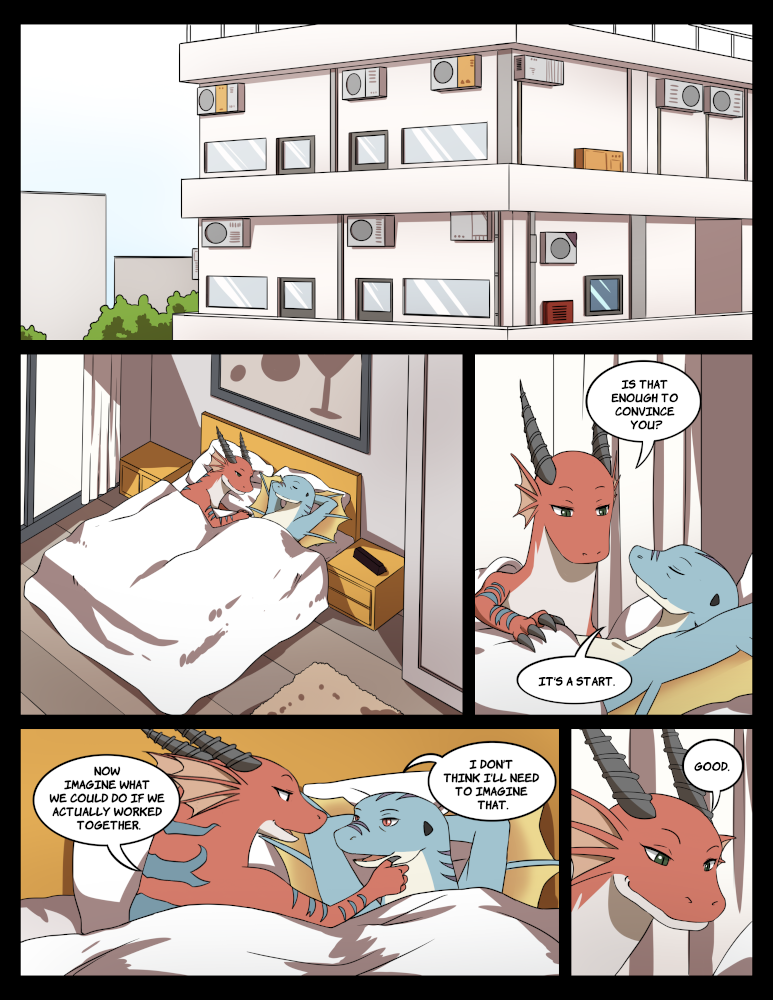 IS THAT
ENOUGH TO
CONVINCE
YOU?
IT'S A START.
NOW
IMAGINE WHAT
WE COULD DO IF WE
ACTUALLY WORKED
TOGETHER.
I DON'T
THINK I'LL NEED
TO IMAGINE
THAT.
GOOD.